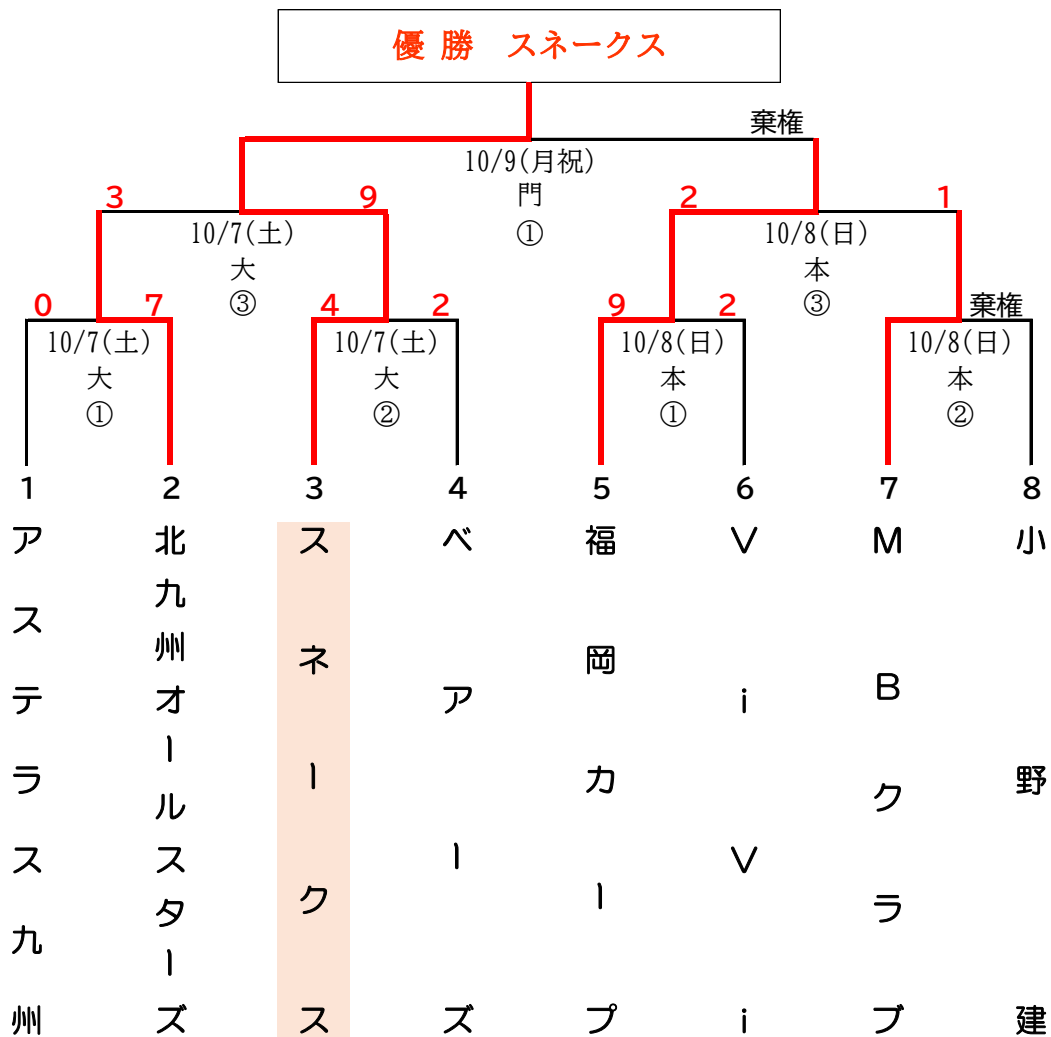 優勝 スネークス
棄権
10/9(月祝)
門
①
3 9 2 1
10/7(土) 10/8(日)
大 本
③ ③
0 7 4 2 9 2 棄権
10/7(土) 10/7(土) 10/8(日) 10/8(日)
大 大 本 本
① ② ① ②
1 2 3 4 5 6 7 8
アステラス九州
北九州オールスターズ
スネークス
ベアーズ
福岡カープ
ViVi
MBクラブ
小野建